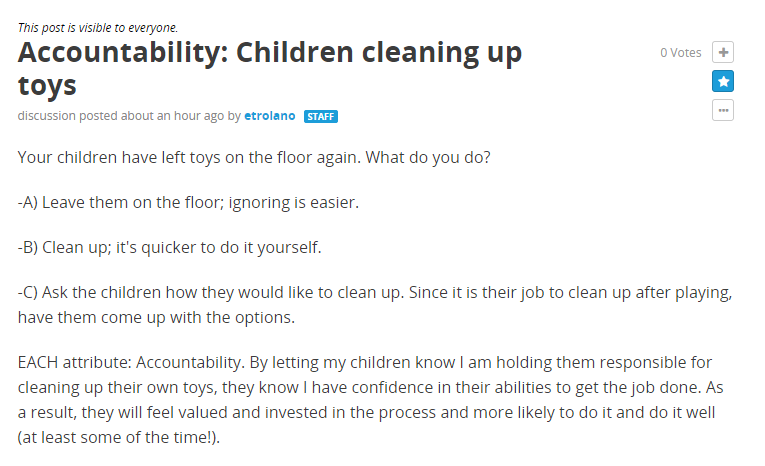 This post is visible to everyone.
Accountability: Children cleaning up
toys
0 Votes
discussion posted about an hour ago by etrolano STAFF
Your children have left toys on the floor again. What do you do?
-A) Leave them on the floor; ignoring is easier.
-B) Clean up; it's quicker to do it yourself.
-C) Ask the children how they would like to clean up. Since it is their job to clean up after playing,
have them come up with the options.
EACH attribute: Accountability. By letting my children know I am holding them responsible for
cleaning up their own toys, they know I have confidence in their abilities to get the job done. As
a result, they will feel valued and invested in the process and more likely to do it and do it well
(at least some of the time!).